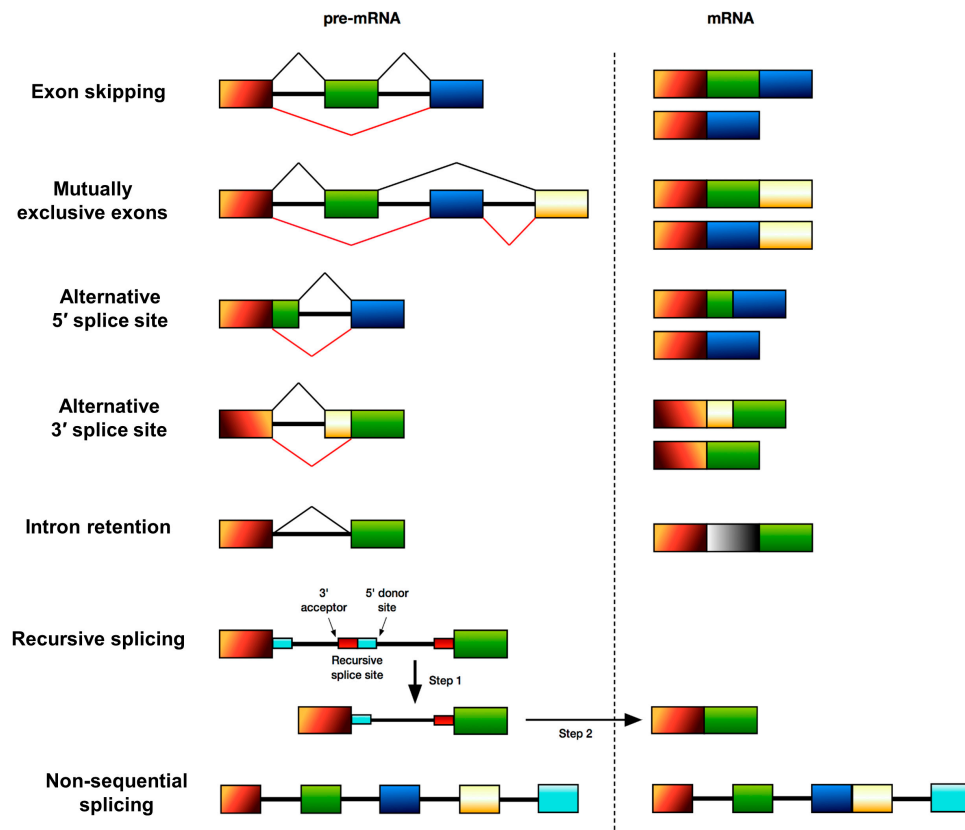 pre-mRNA
mRNA
Exon skipping
Mutually
exclusive exons
Alternative
5′ splice site
Alternative
3′ splice site
Intron retention
Recursive splicing
3'
acceptor
5' donor
site
Recursive
splice site
Step 1
Step 2
Non-sequential
splicing